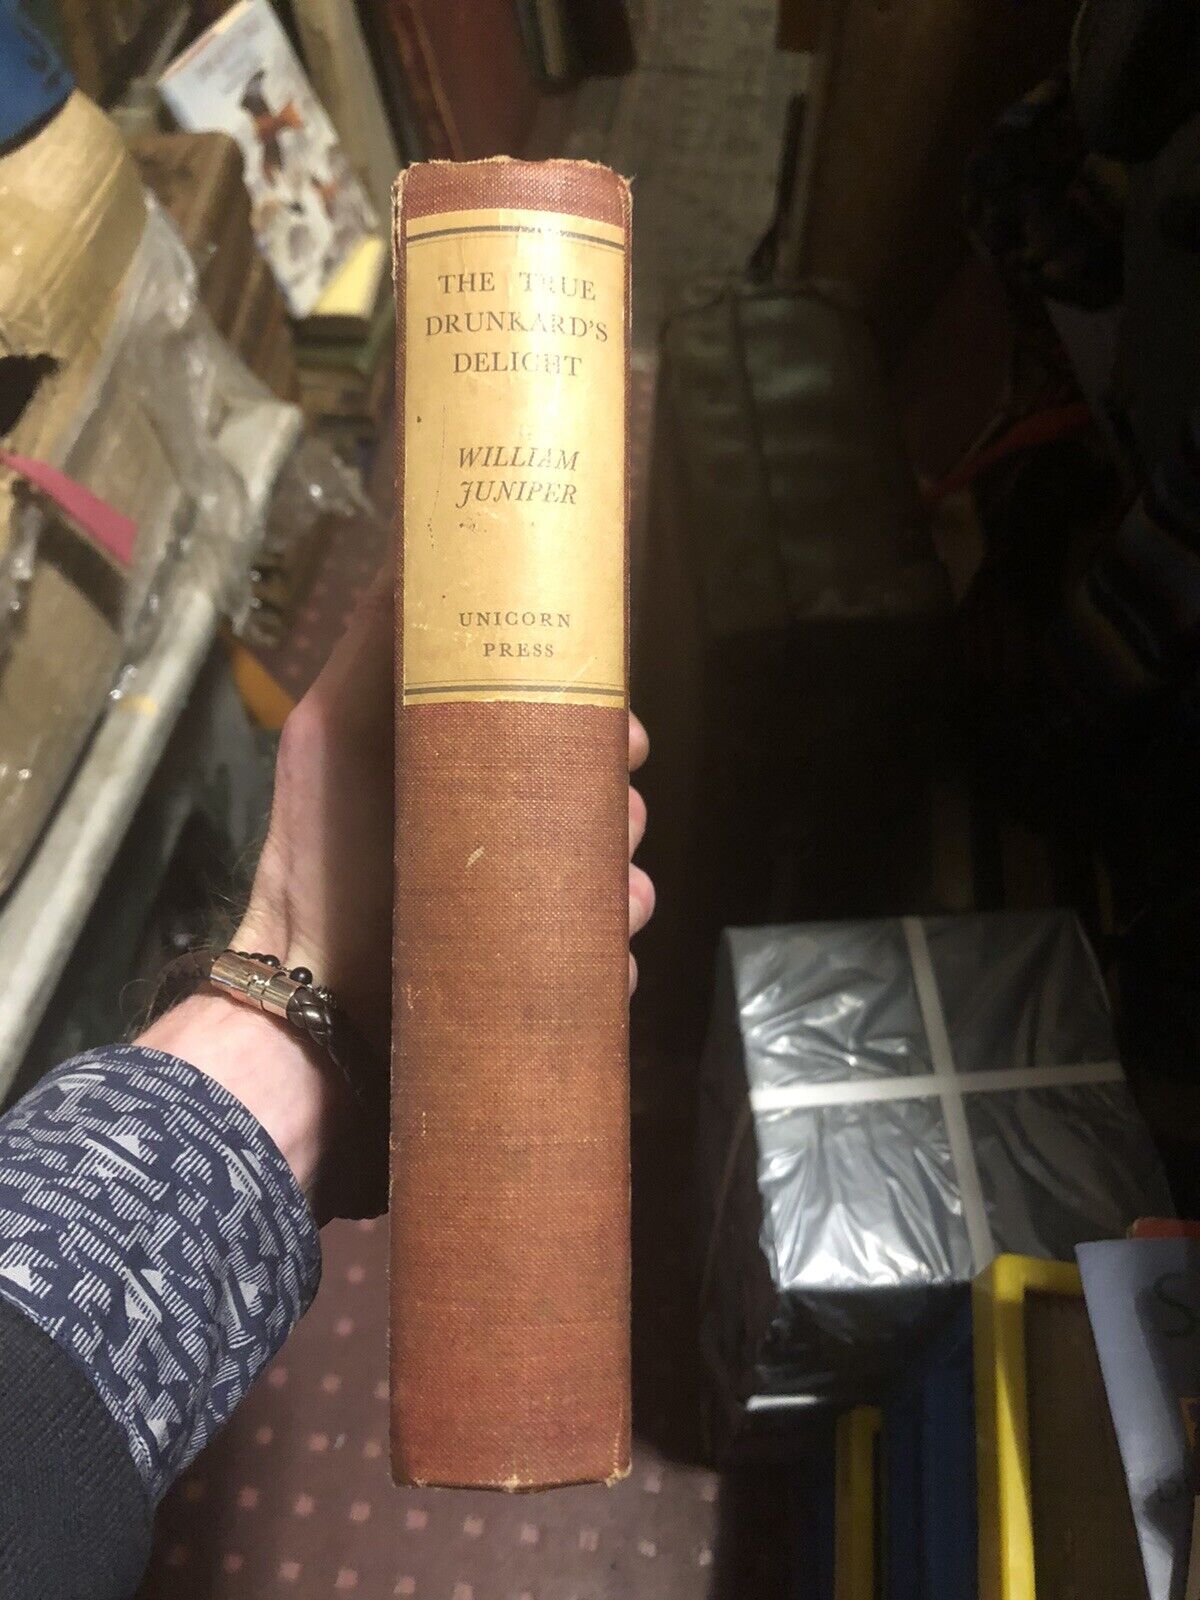 THE TRUE
DRUNKARD'S
DELIGHT
WILLIAM
JUNIPER
UNICORN
PRESS